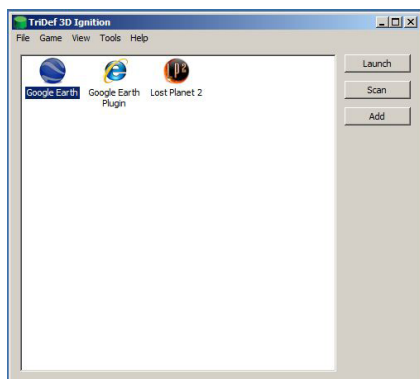 TriDef 3D Ignition
File Game View Tools Help
Launch
Scan
Add
Google Earth
Google Earth
Plugin
Lost Planet 2